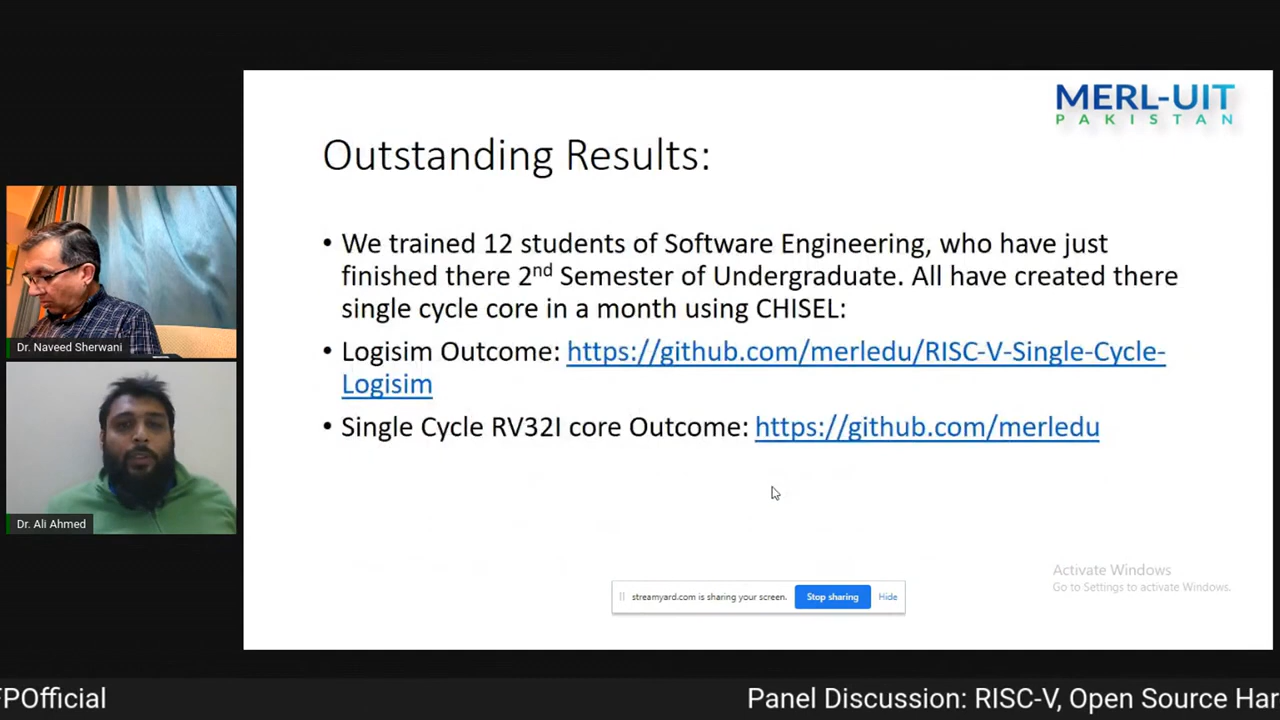 MERL-UIT
PAKISTAN
Outstanding Results:
• We trained 12 students of Software Engineering, who have just
finished there 2nd Semester of Undergraduate. All have created there
single cycle core in a month using CHISEL:
• Logisim Outcome: https://github.com/merledu/RISC-V-Single-Cycle-
Logisim
• Single Cycle RV32I core Outcome: https://github.com/merledu
Dr. Naveed Sherwani
Dr. Ali Ahmed
Activate Windows
Go to Settings to activate Windows.
streamyard.com is sharing your screen. Stop sharing Hide
FPOfficial
Panel Discussion: RISC-V, Open Source Har